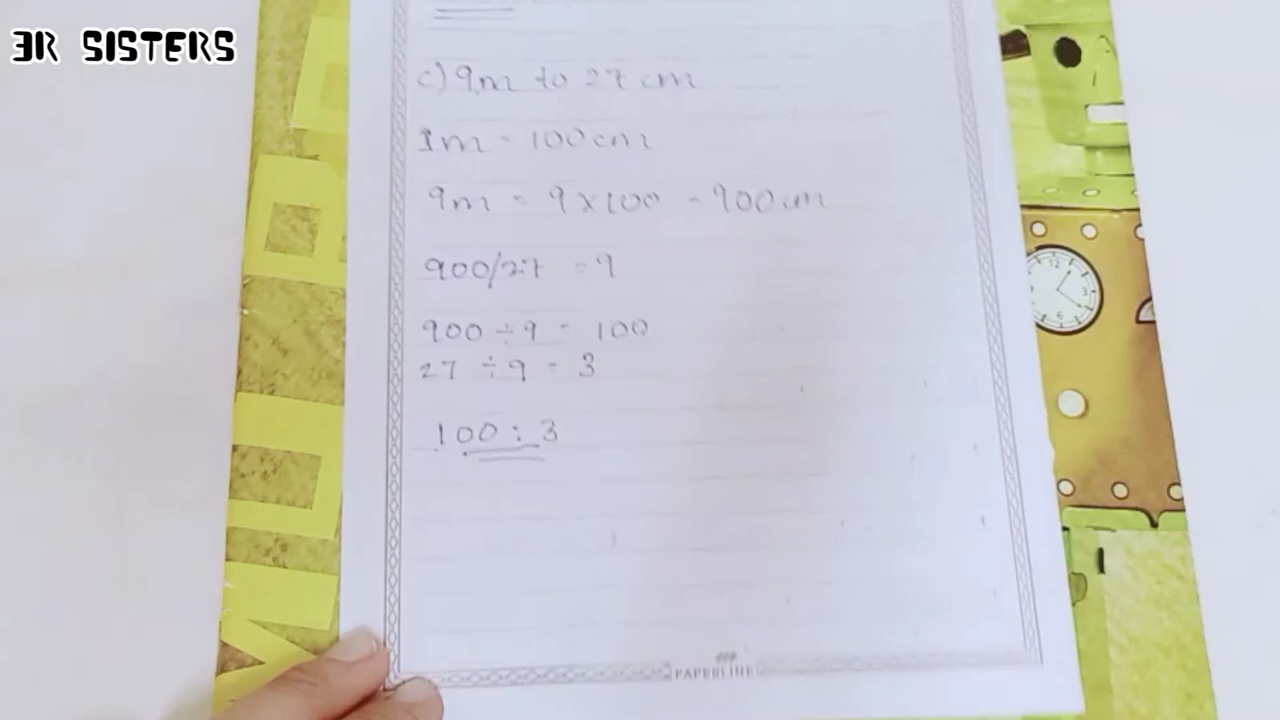 ƎR SISTERS
c) 9m to 27 cm
1m = 100cm
9m = 9 x 100 = 900cm
900/27 = 9
900 ÷ 9 = 100
27 ÷ 9 = 3
100 : 3
PAPERLINE